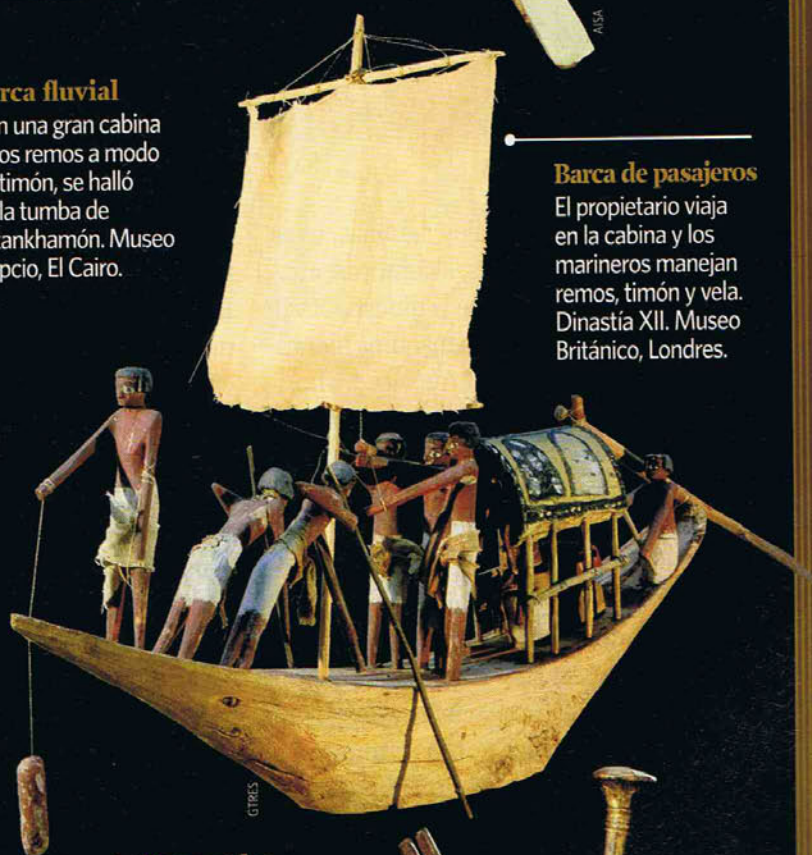 rca fluvial
n una gran cabina
os remos a modo
timón, se halló
la tumba de
ankhamón. Museo
pcio, El Cairo.
AISA
Barca de pasajeros
El propietario viaja
en la cabina y los
marineros manejan
remos, timón y vela.
Dinastía XII. Museo
Británico, Londres.
GTRES